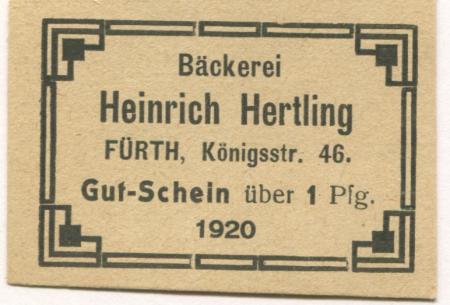 Bäckerei
Heinrich Hertling
FÜRTH, Königsstr. 46.
Gut-Schein über 1 Pfg.
1920